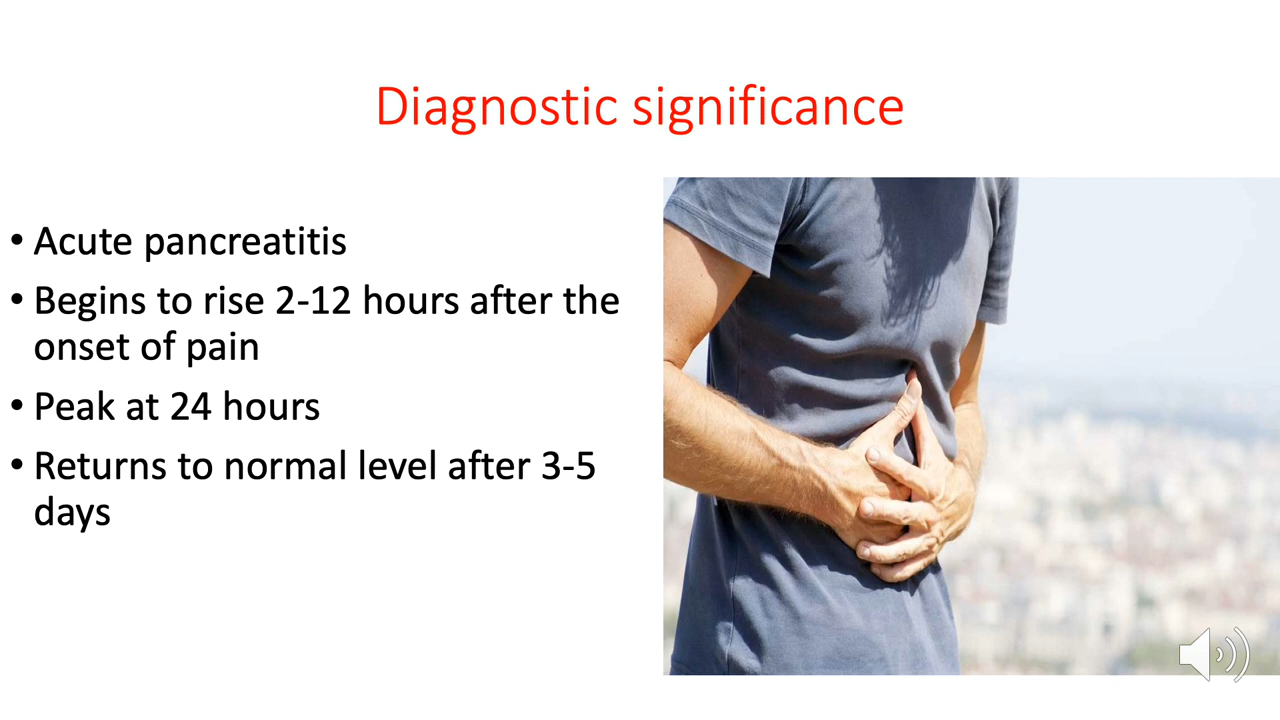 Diagnostic significance
• Acute pancreatitis
• Begins to rise 2-12 hours after the
onset of pain
• Peak at 24 hours
• Returns to normal level after 3-5
days